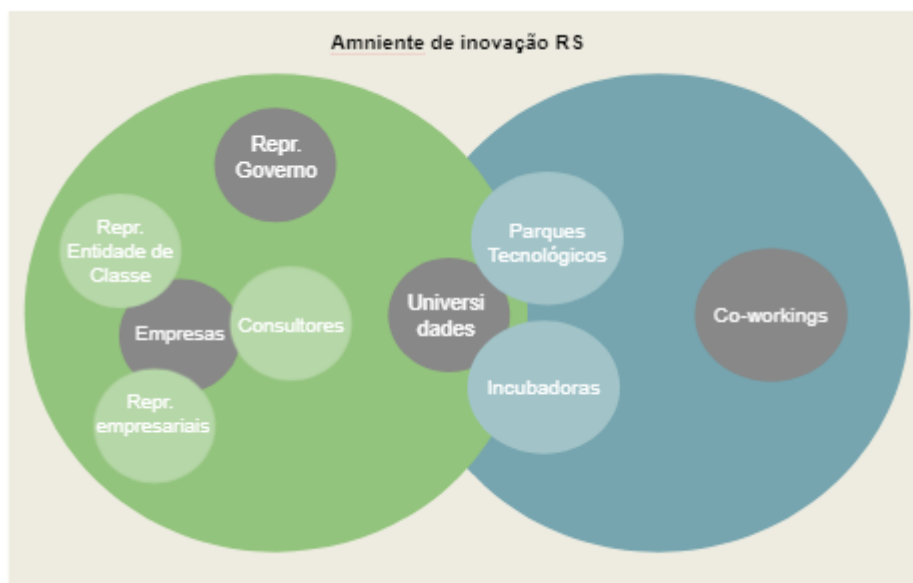 Amniente de inovação RS
Repr.
Governo
Repr.
Entidade de
Classe
Empresas
Consultores
Repr.
empresariais
Universi
dades
Parques
Tecnológicos
Incubadoras
Co-workings